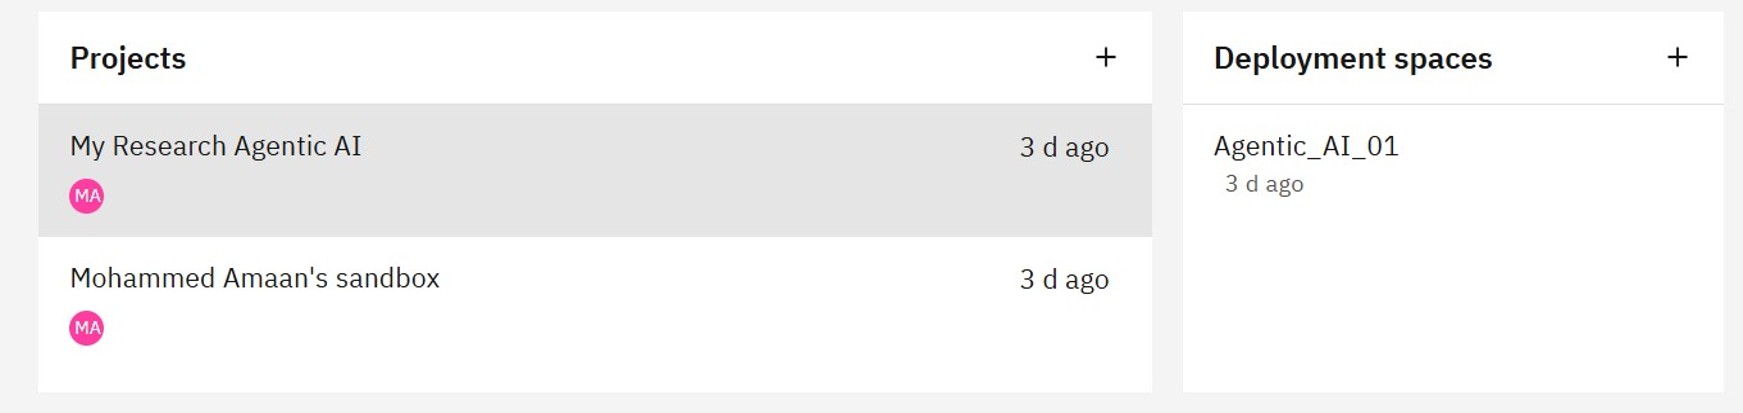 Projects
+
My Research Agentic AI
3 d ago
MA
Mohammed Amaan's sandbox
3 d ago
MA
Deployment spaces
+
Agentic_AI_01
3 d ago